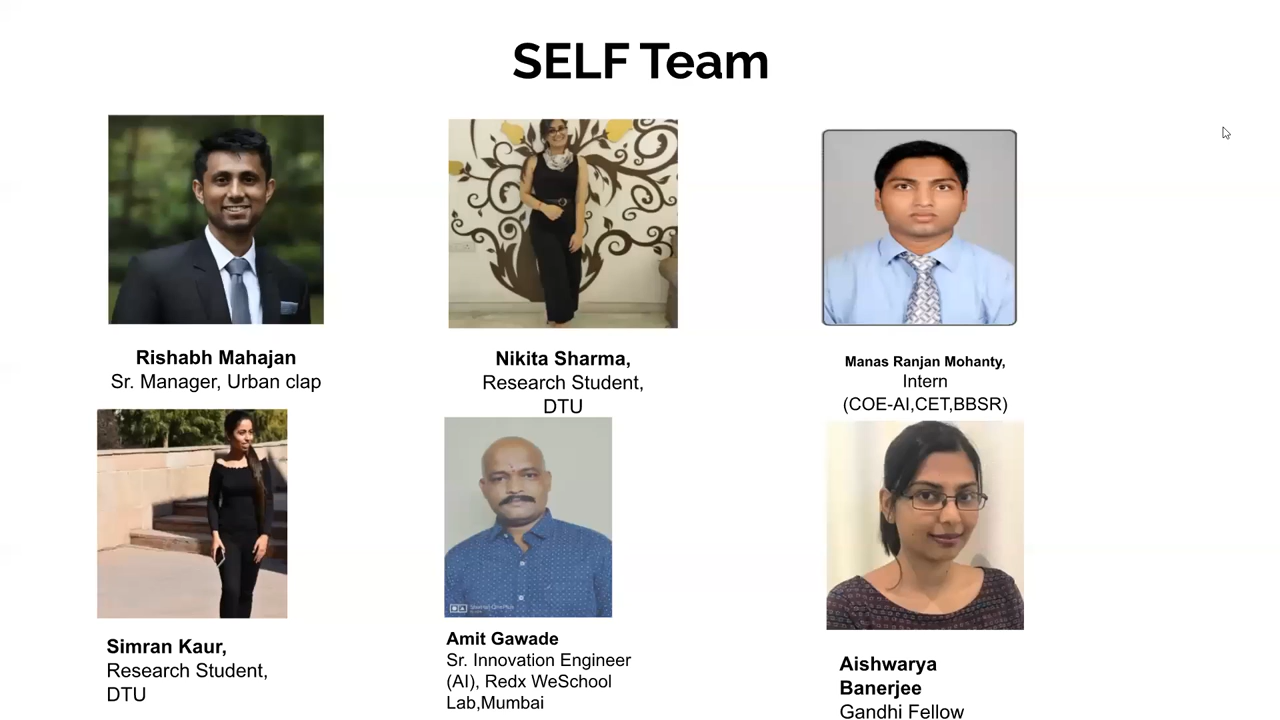 SELF Team
Rishabh Mahajan
Sr. Manager, Urban clap
Nikita Sharma,
Research Student,
DTU
Manas Ranjan Mohanty,
Intern
(COE-AI,CET,BBSR)
Simran Kaur,
Research Student,
DTU
Amit Gawade
Sr. Innovation Engineer
(AI), Redx WeSchool
Lab,Mumbai
Aishwarya
Banerjee
Gandhi Fellow